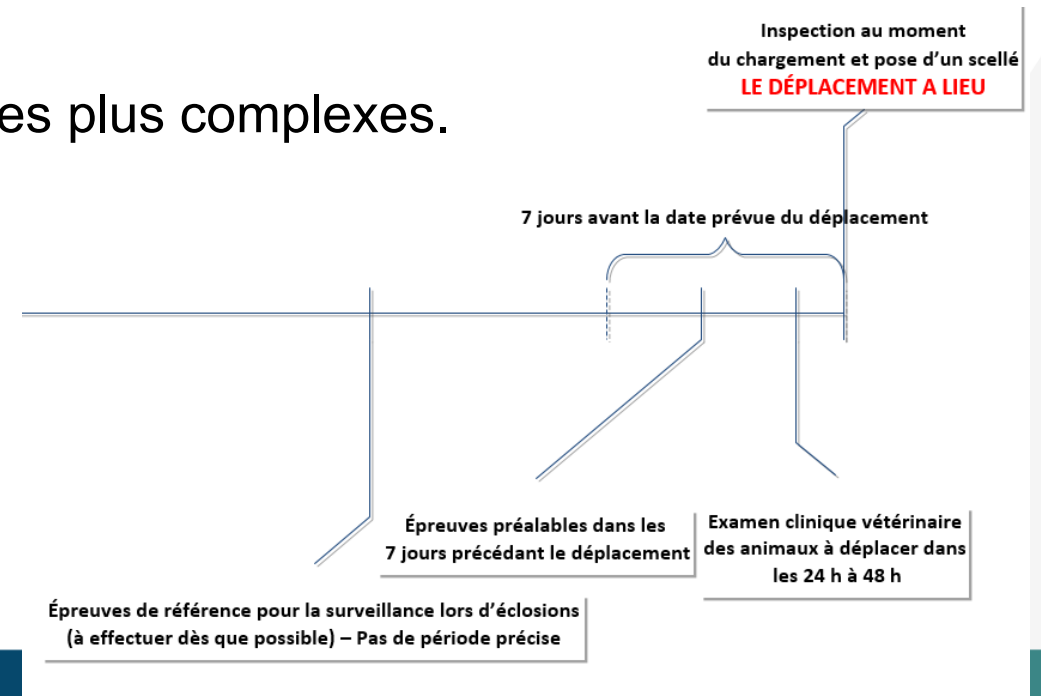 Inspection au moment
du chargement et pose d'un scellé
LE DÉPLACEMENT A LIEU
es plus complexes.
7 jours avant la date prévue du déplacement
Épreuves préalables dans les
7 jours précédant le déplacement
Examen clinique vétérinaire
des animaux à déplacer dans
les 24 h à 48 h
Épreuves de référence pour la surveillance lors d'éclosions
(à effectuer dès que possible) – Pas de période précise